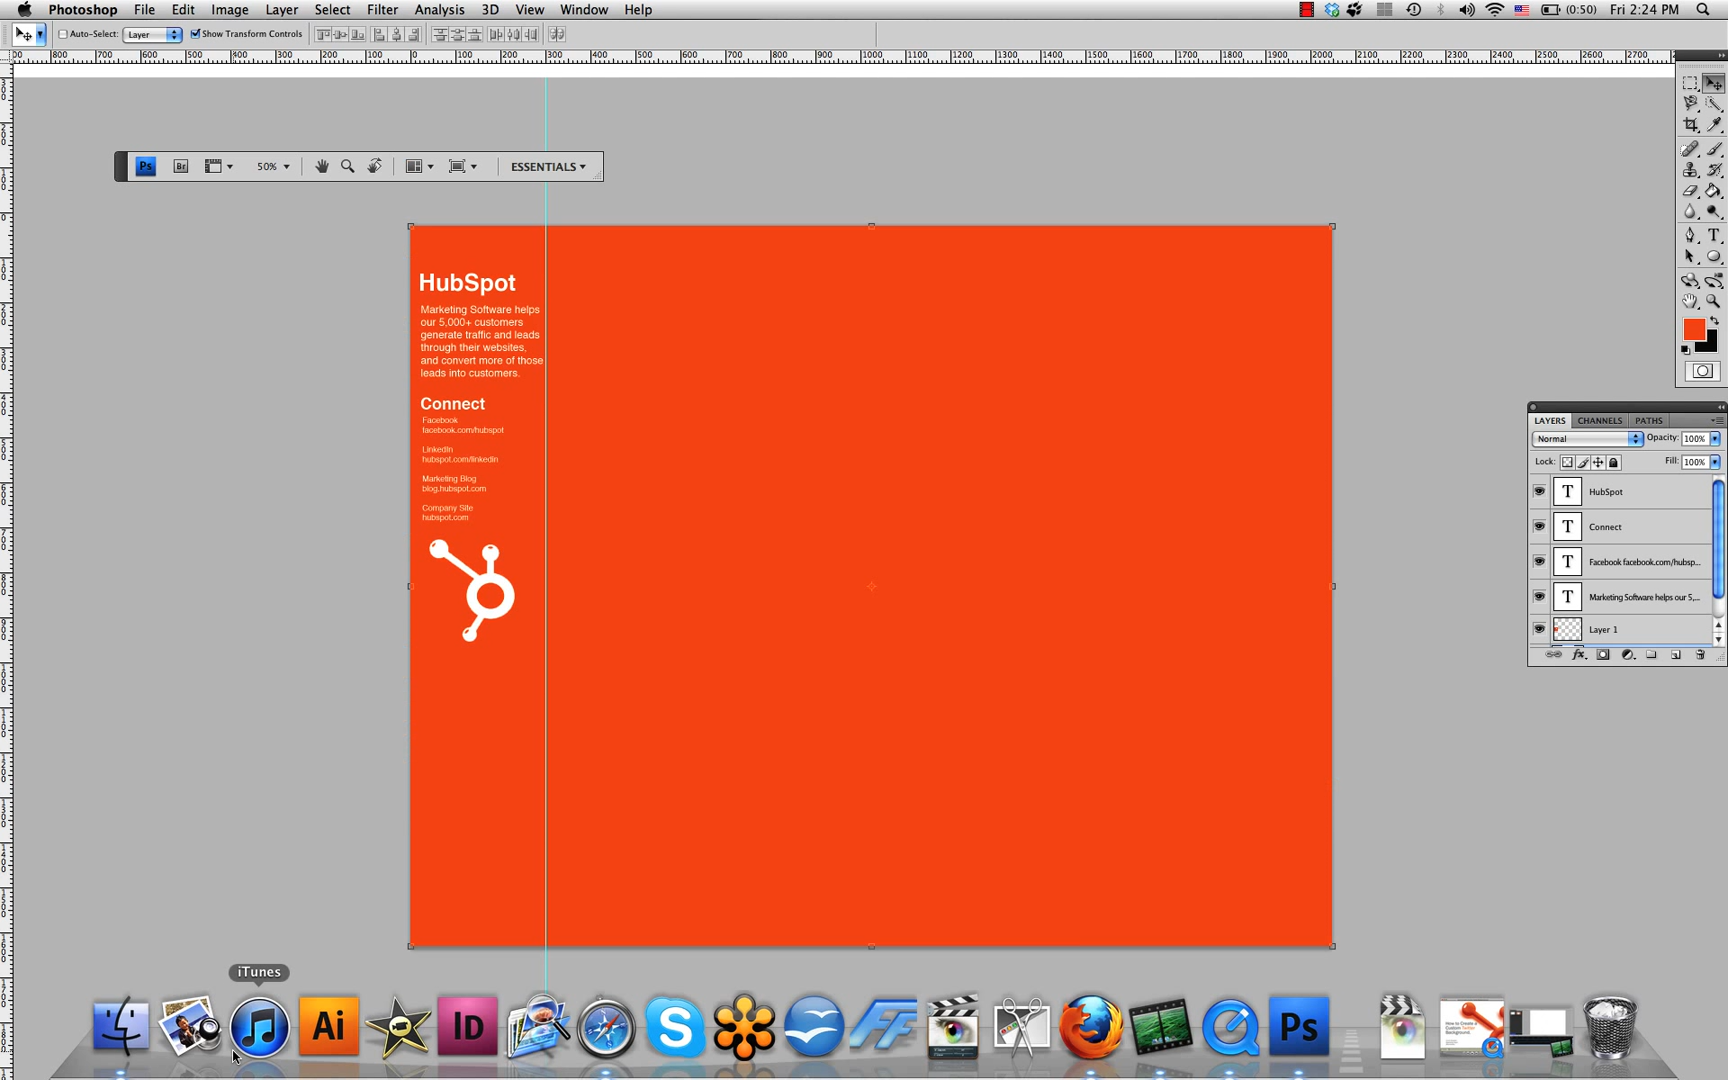 Photoshop File Edit Image Layer Select Filter Analysis 3D View Window Help (0:50) Fri 2:24 PM
Auto-Select: Layer Show Transform Controls
Ps Br 50% ESSENTIALS
HubSpot
Marketing Software helps
our 5,000+ customers
generate traffic and leads
through their websites,
and convert more of those
leads into customers.
Connect
Facebook
facebook.com/hubspot
LinkedIn
hubspot.com/linkedin
Marketing Blog
blog.hubspot.com
Company Site
hubspot.com
LAYERS CHANNELS PATHS
Normal Opacity: 100%
Lock: Fill: 100%
T HubSpot
T Connect
T Facebook facebook.com/hubsp...
T Marketing Software helps our 5,...
Layer 1
iTunes
Ai ID S FF Ps